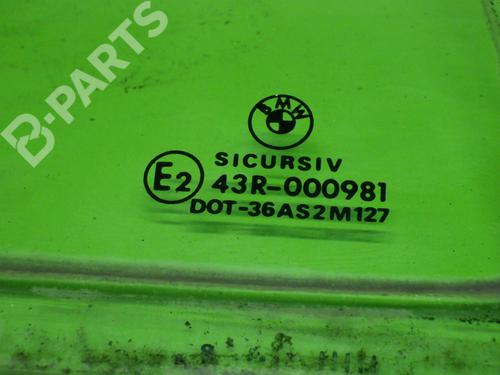 B-PARTS
BMW
SICURSIV
E2 43R-000981
DOT-36AS2M127